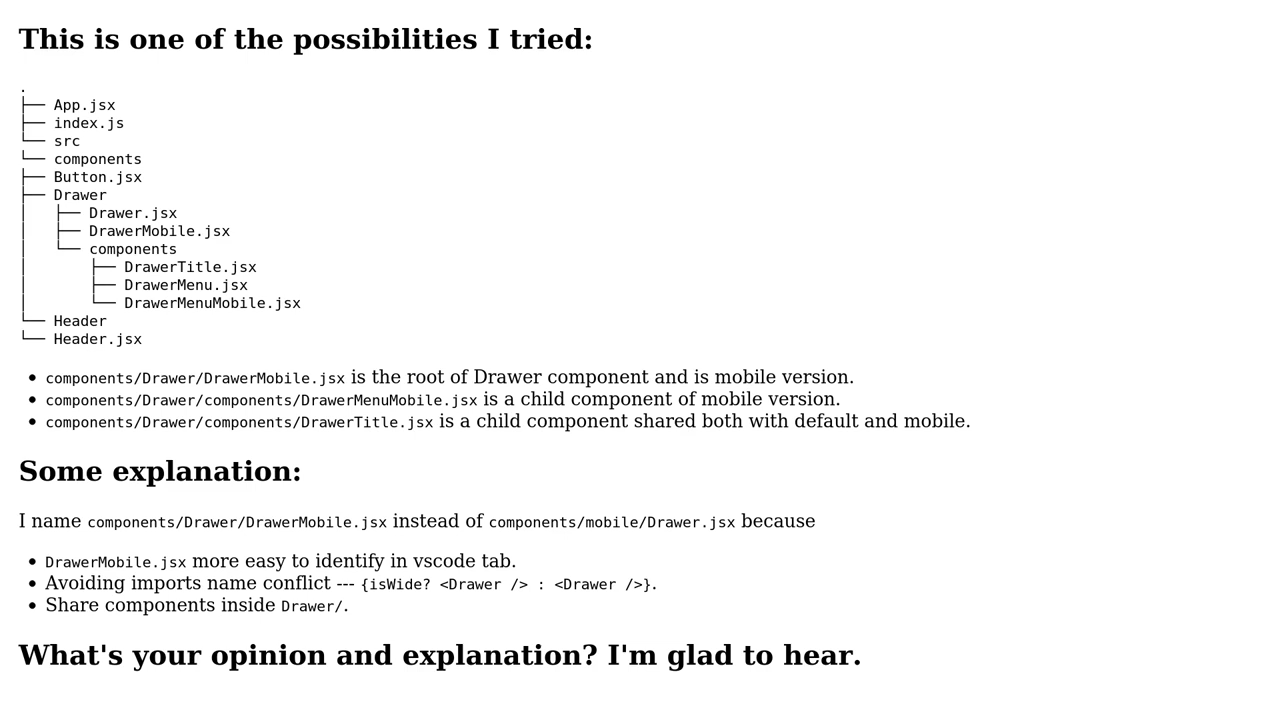 This is one of the possibilities I tried:
.
├── App.jsx
├── index.js
└── src
└── components
├── Button.jsx
├── Drawer
│   ├── Drawer.jsx
│   ├── DrawerMobile.jsx
│   └── components
│       ├── DrawerTitle.jsx
│       ├── DrawerMenu.jsx
│       └── DrawerMenuMobile.jsx
└── Header
└── Header.jsx
• components/Drawer/DrawerMobile.jsx is the root of Drawer component and is mobile version.
• components/Drawer/components/DrawerMenuMobile.jsx is a child component of mobile version.
• components/Drawer/components/DrawerTitle.jsx is a child component shared both with default and mobile.
Some explanation:
I name components/Drawer/DrawerMobile.jsx instead of components/mobile/Drawer.jsx because
• DrawerMobile.jsx more easy to identify in vscode tab.
• Avoiding imports name conflict --- {isWide? <Drawer /> : <Drawer />}.
• Share components inside Drawer/.
What's your opinion and explanation? I'm glad to hear.